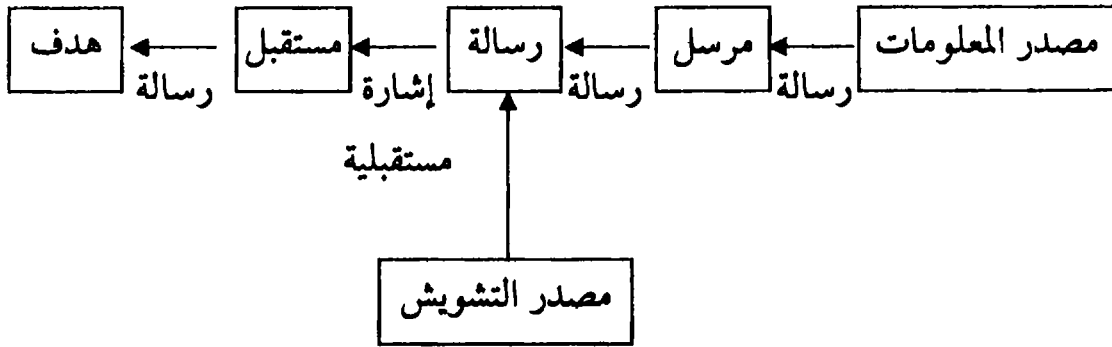 مصدر المعلومات
مرسل
رسالة
مستقبل
هدف
رسالة
رسالة
إشارة
رسالة
مستقبلية
مصدر التشويش